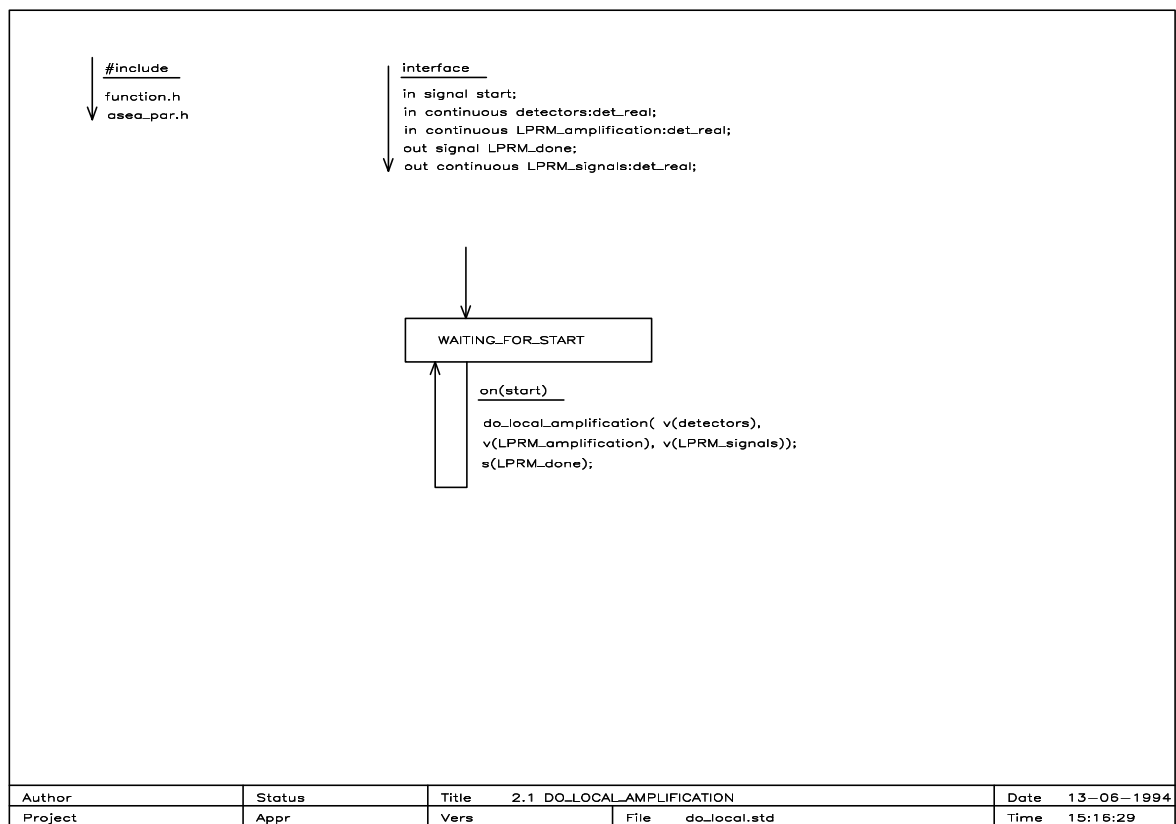 #include
function.h
asea_par.h
interface
in signal start;
in continuous detectors:det_real;
in continuous LPRM_amplification:det_real;
out signal LPRM_done;
out continuous LPRM_signals:det_real;
WAITING_FOR_START
on(start)
do_local_amplification( v(detectors),
v(LPRM_amplification), v(LPRM_signals));
s(LPRM_done);
Author Status Title 2.1 DO_LOCAL_AMPLIFICATION Date 13-06-1994
Project Appr Vers File do_local.std Time 15:16:29